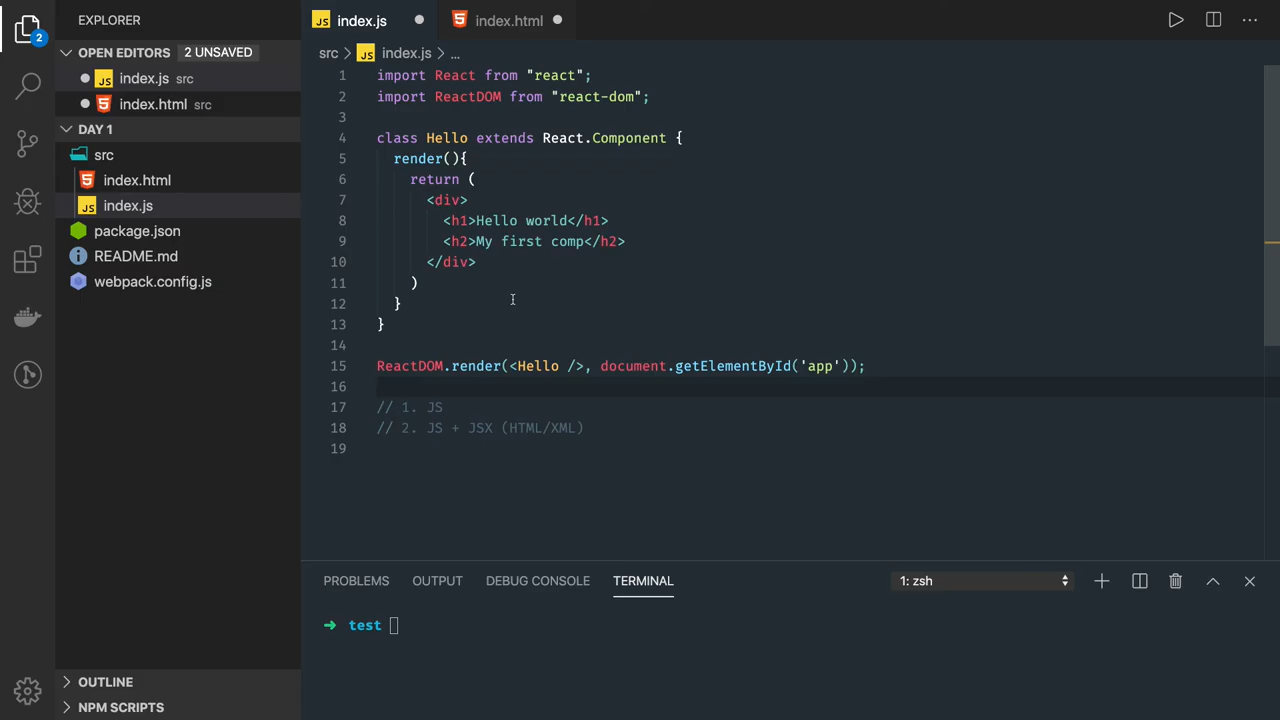 EXPLORER
2
OPEN EDITORS 2 UNSAVED
JS index.js src
index.html src
DAY 1
src
index.html
JS index.js
package.json
README.md
webpack.config.js
OUTLINE
NPM SCRIPTS
JS index.js
index.html
src > JS index.js > ...
1 import React from "react";
2 import ReactDOM from "react-dom";
3
4 class Hello extends React.Component {
5 render(){
6 return (
7 <div>
8 <h1>Hello world</h1>
9 <h2>My first comp</h2>
10 </div>
11 )
12 }
13 }
14
15 ReactDOM.render(<Hello />, document.getElementById('app'));
16
17 // 1. JS
18 // 2. JS + JSX (HTML/XML)
19
PROBLEMS OUTPUT DEBUG CONSOLE TERMINAL 1: zsh
→ test